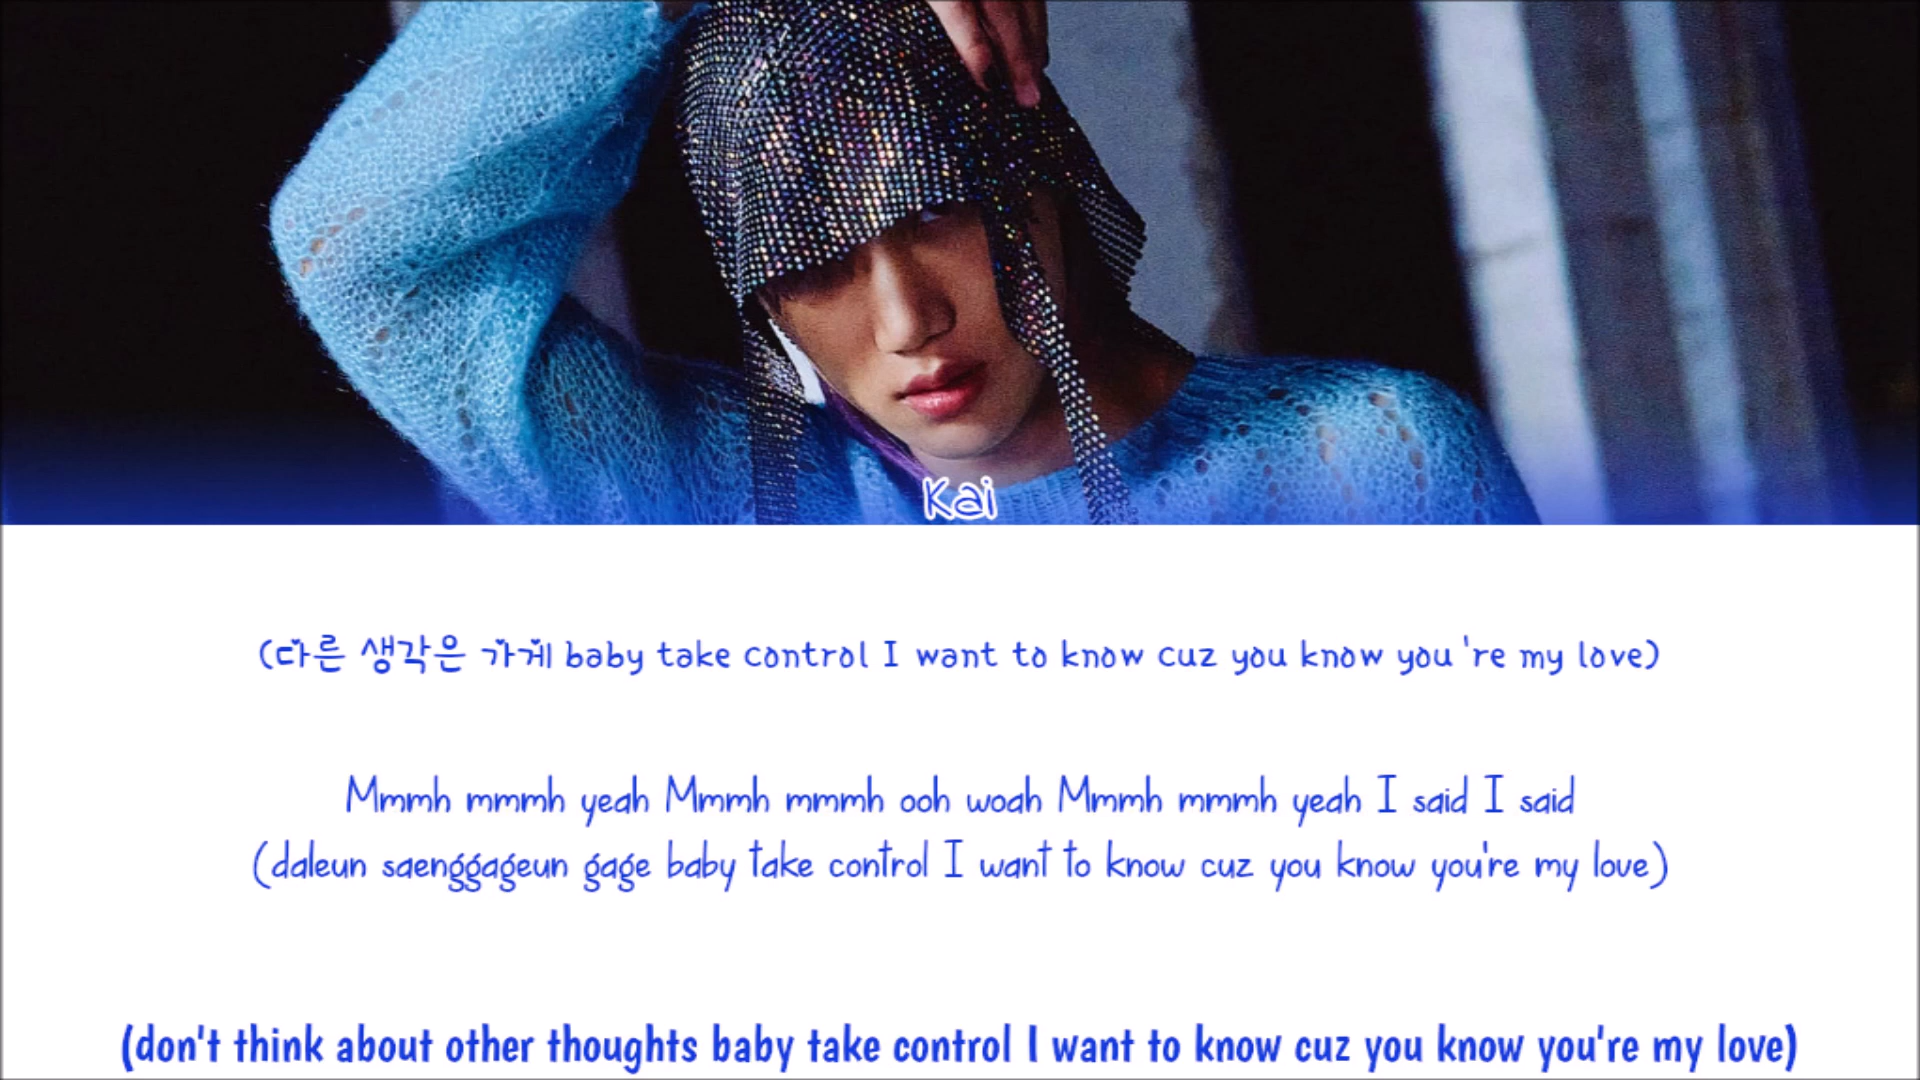 Kai
(다른 생각은 가게 baby take control I want to know cuz you know you're my love)
Mmmh mmmh yeah Mmmh mmmh ooh woah Mmmh mmmh yeah I said I said
(daleun saenggageun gage baby take control I want to know cuz you know you're my love)
(don't think about other thoughts baby take control I want to know cuz you know you're my love)